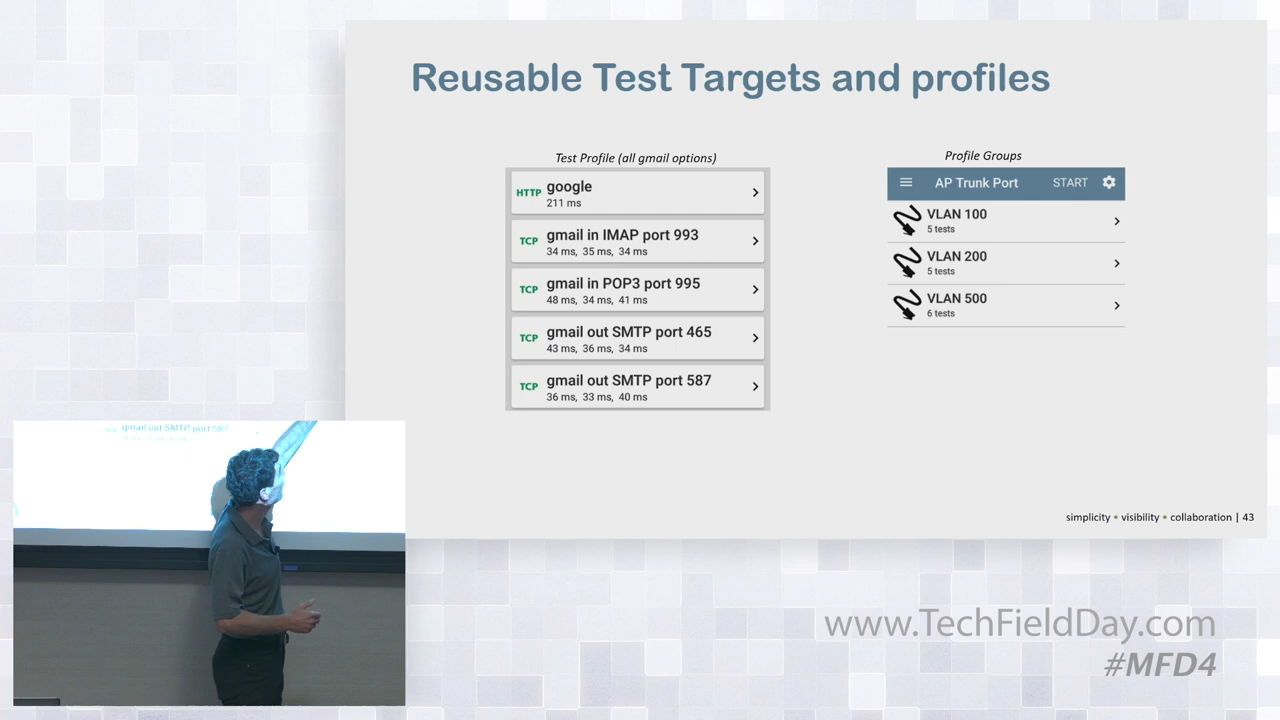 Reusable Test Targets and profiles
Test Profile (all gmail options)
HTTP google
211 ms
TCP gmail in IMAP port 993
34 ms, 35 ms, 34 ms
TCP gmail in POP3 port 995
48 ms, 34 ms, 41 ms
TCP gmail out SMTP port 465
43 ms, 36 ms, 34 ms
TCP gmail out SMTP port 587
36 ms, 33 ms, 40 ms
Profile Groups
AP Trunk Port START
VLAN 100
5 tests
VLAN 200
5 tests
VLAN 500
6 tests
simplicity • visibility • collaboration | 43
gmail out SMTP port 587
www.TechFieldDay.com
#MFD4